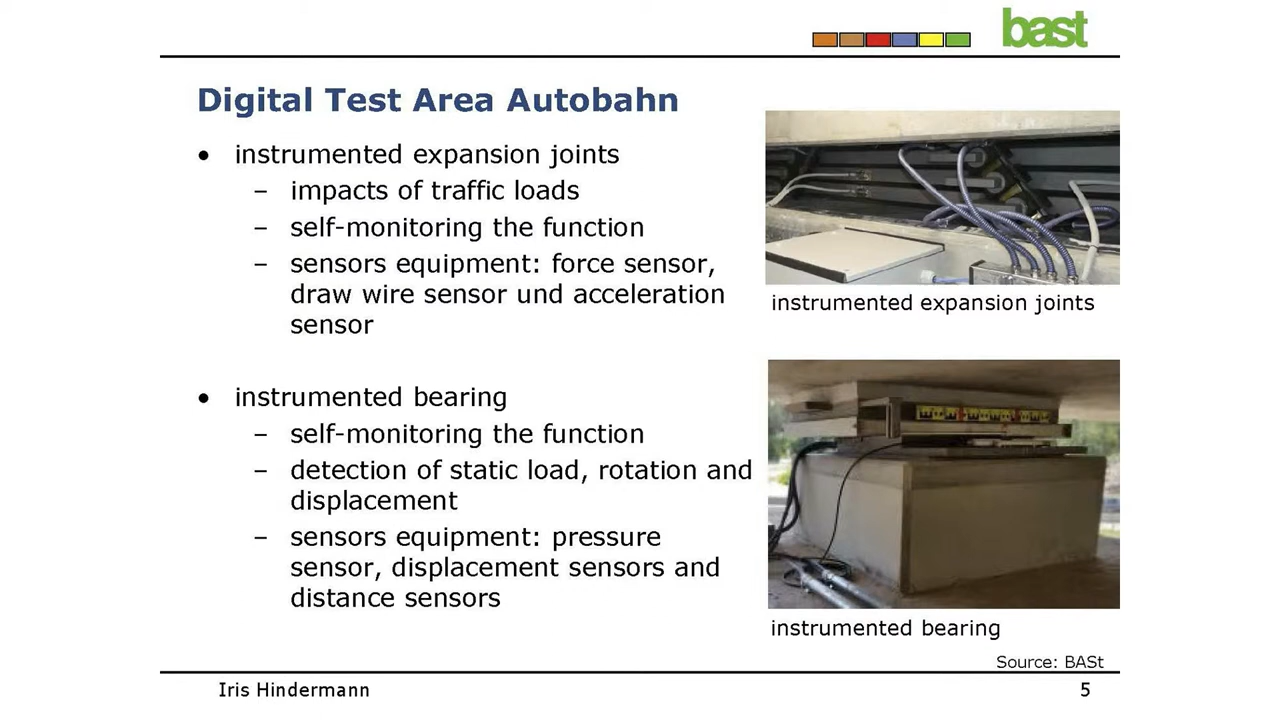 bast
Digital Test Area Autobahn
• instrumented expansion joints
– impacts of traffic loads
– self-monitoring the function
– sensors equipment: force sensor,
draw wire sensor und acceleration
sensor
instrumented expansion joints
• instrumented bearing
– self-monitoring the function
– detection of static load, rotation and
displacement
– sensors equipment: pressure
sensor, displacement sensors and
distance sensors
instrumented bearing
Source: BASt
Iris Hindermann
5